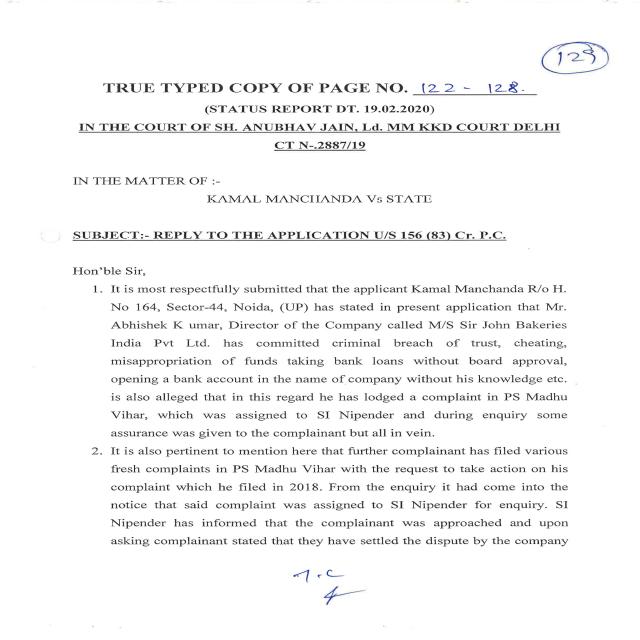 129
TRUE TYPED COPY OF PAGE NO. 122 - 128.
(STATUS REPORT DT. 19.02.2020)
IN THE COURT OF SH. ANUBHAV JAIN, Ld. MM KKD COURT DELHI
CT N-.2887/19
IN THE MATTER OF :-
KAMAL MANCHANDA Vs STATE
SUBJECT:- REPLY TO THE APPLICATION U/S 156 (83) Cr. P.C.
Hon'ble Sir,
1. It is most respectfully submitted that the applicant Kamal Manchanda R/o H.
No 164, Sector-44, Noida, (UP) has stated in present application that Mr.
Abhishek K umar, Director of the Company called M/S Sir John Bakeries
India Pvt Ltd. has committed criminal breach of trust, cheating,
misappropriation of funds taking bank loans without board approval,
opening a bank account in the name of company without his knowledge etc.
is also alleged that in this regard he has lodged a complaint in PS Madhu
Vihar, which was assigned to SI Nipender and during enquiry some
assurance was given to the complainant but all in vein.
2. It is also pertinent to mention here that further complainant has filed various
fresh complaints in PS Madhu Vihar with the request to take action on his
complaint which he filed in 2018. From the enquiry it had come into the
notice that said complaint was assigned to SI Nipender for enquiry. SI
Nipender has informed that the complainant was approached and upon
asking complainant stated that they have settled the dispute by the company
T.C